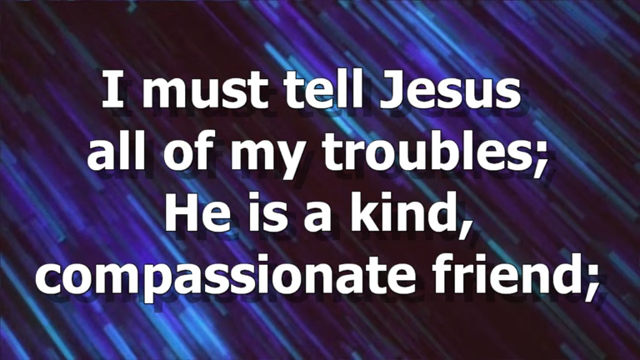 I must tell Jesus
all of my troubles;
He is a kind,
compassionate friend;